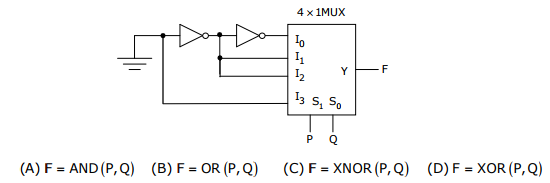 4 × 1MUX
I₀
I₁
I₂
Y
F
I₃ S₁ S₀
P Q
(A) F = AND (P, Q) (B) F = OR (P, Q) (C) F = XNOR (P, Q) (D) F = XOR (P, Q)